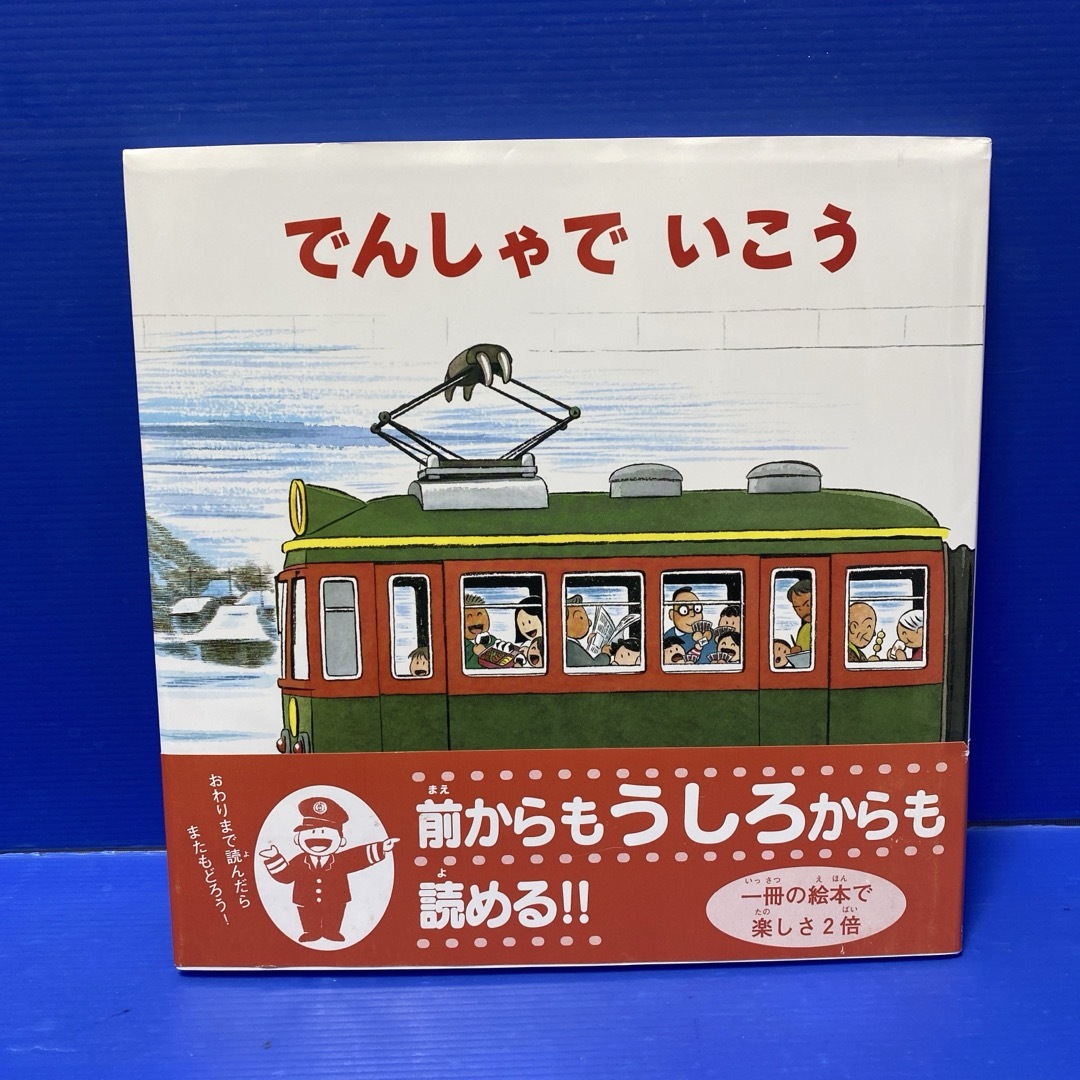 でんしゃで いこう
おわりまで読んだら
またもどろう!
前からもうしろからも
読める!!
一冊の絵本で
楽しさ2倍